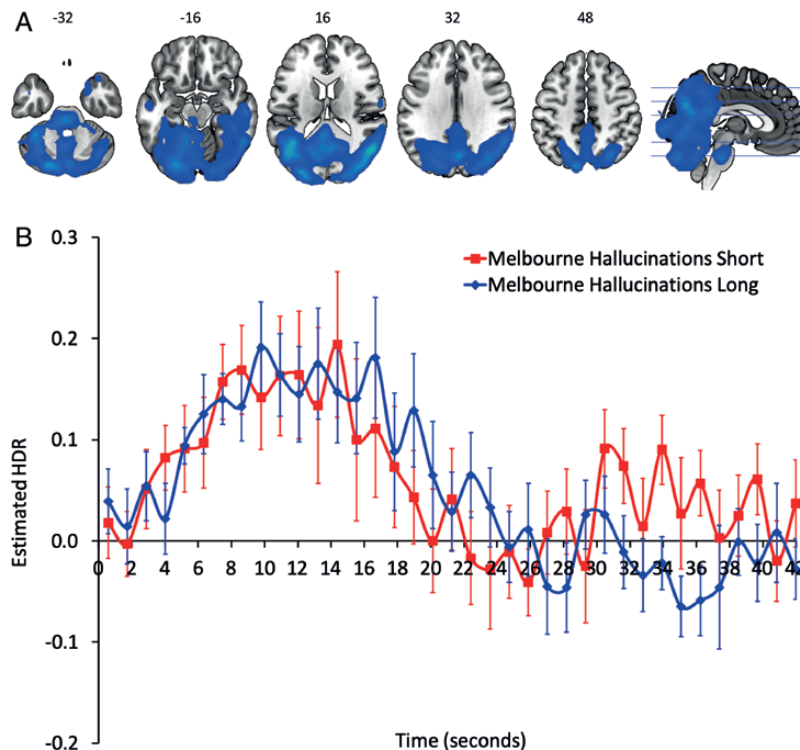 A
-32 -16 16 32 48
B
0.3
Melbourne Hallucinations Short
Melbourne Hallucinations Long
0.2
0.1
0.0
-0.1
-0.2
Estimated HDR
0 2 4 6 8 10 12 14 16 18 20 22 24 26 28 30 32 34 36 38 40 42
Time (seconds)